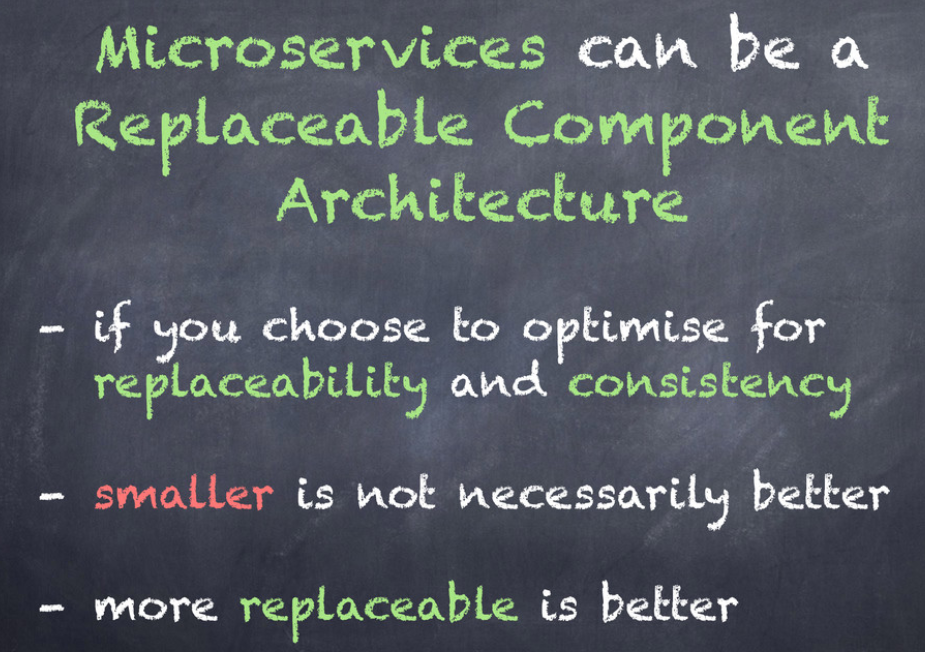 Microservices can be a
Replaceable Component
Architecture
- if you choose to optimise for
replaceability and consistency
- smaller is not necessarily better
- more replaceable is better